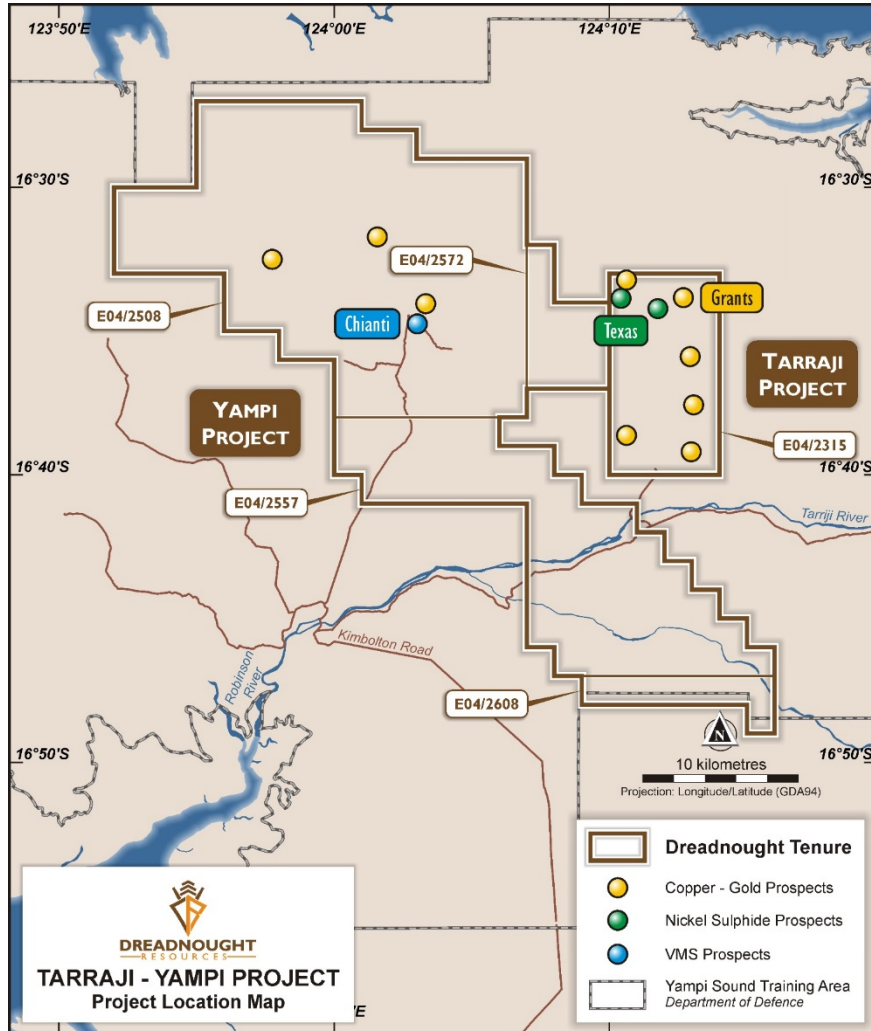 123°50'E
124°00'E
124°10'E
16°30'S
16°30'S
E04/2572
E04/2508
Grants
Chianti
Texas
TARRAJI
PROJECT
YAMPI
PROJECT
E04/2315
16°40'S
16°40'S
E04/2557
Tarriji River
Kimbolton Road
Robinson
River
E04/2608
N
16°50'S
10 kilometres
Projection: Longitude/Latitude (GDA94)
Dreadnought Tenure
Copper - Gold Prospects
Nickel Sulphide Prospects
VMS Prospects
Yampi Sound Training Area
Department of Defence
DREADNOUGHT
RESOURCES
TARRAJI - YAMPI PROJECT
Project Location Map